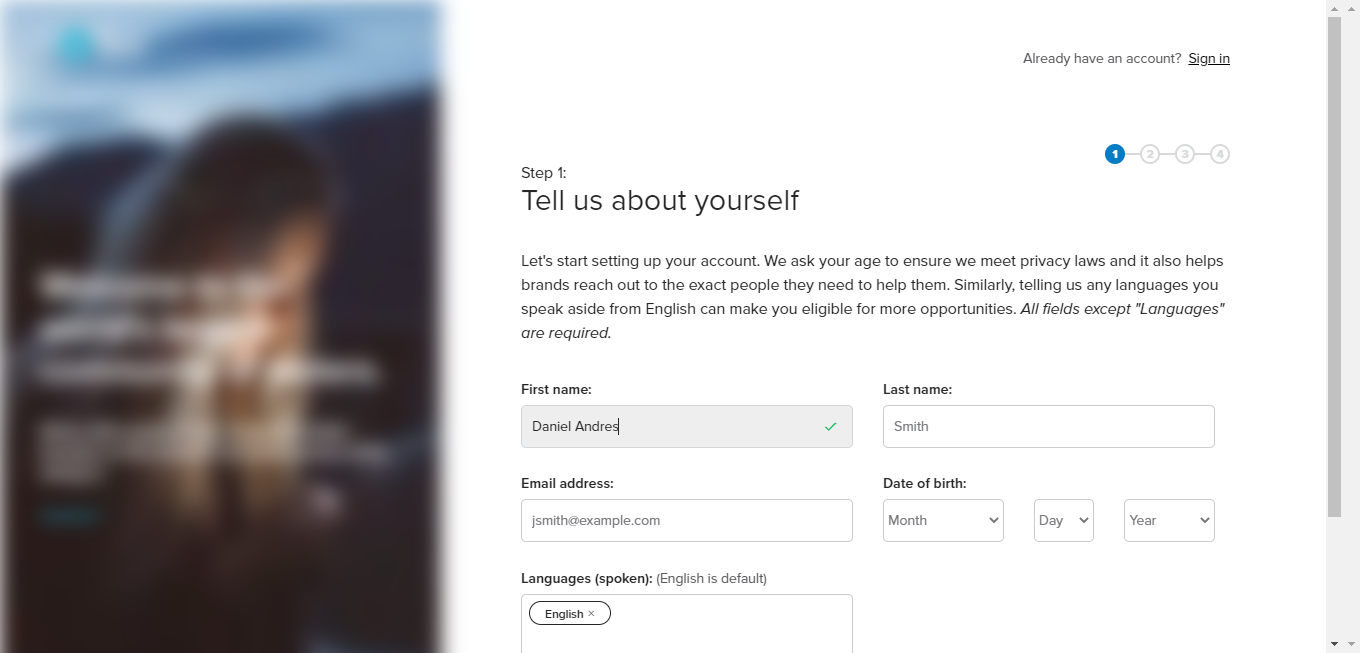 Already have an account? Sign in
1 2 3 4
Step 1:
Tell us about yourself
Let's start setting up your account. We ask your age to ensure we meet privacy laws and it also helps
brands reach out to the exact people they need to help them. Similarly, telling us any languages you
speak aside from English can make you eligible for more opportunities. All fields except "Languages"
are required.
First name:
Last name:
Daniel Andres
Smith
Email address:
Date of birth:
jsmith@example.com
Month
Day
Year
Languages (spoken): (English is default)
English ×